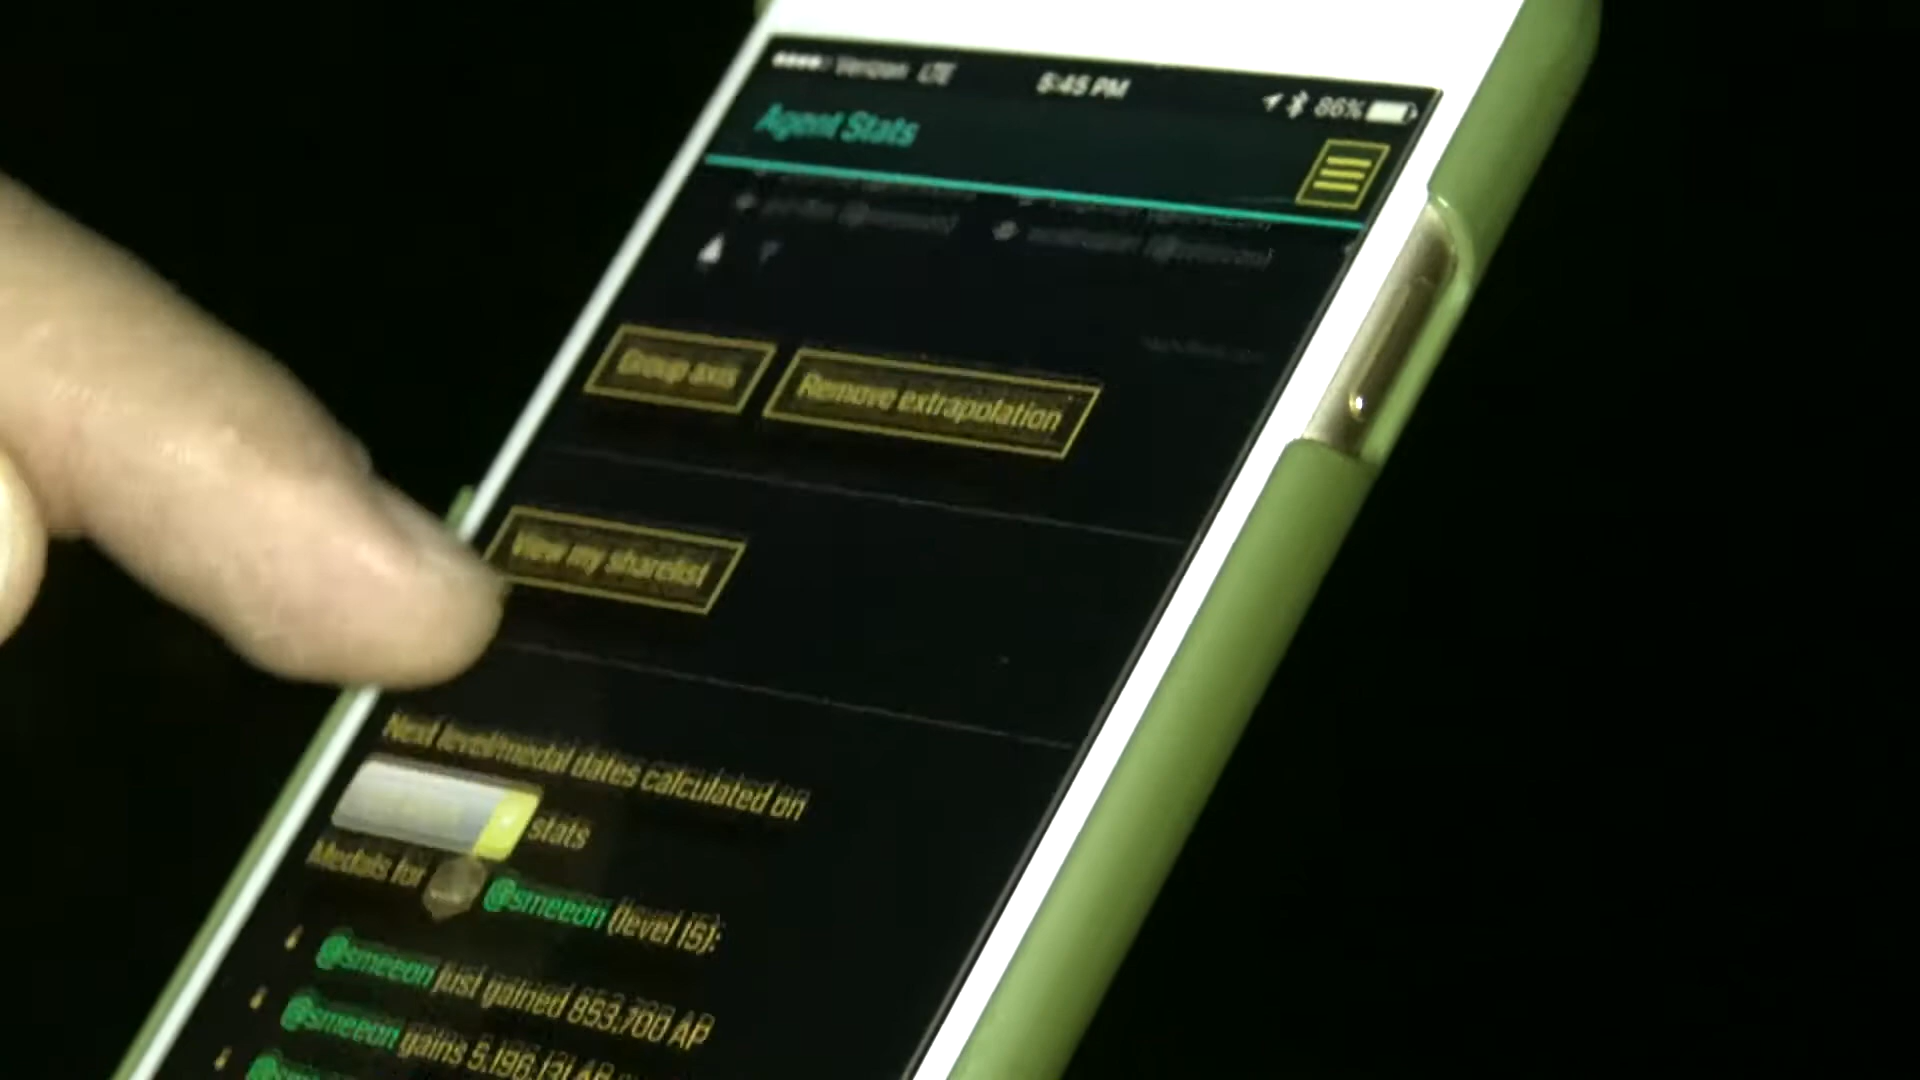 Verizon LTE 5:45 PM 86%
Agent Stats
Group axis Remove extrapolation
View my sharelist
Next level/medal dates calculated on
stats
Medals for @smeeon (level 15):
@smeeon just gained 853,700 AP
@smeeon gains